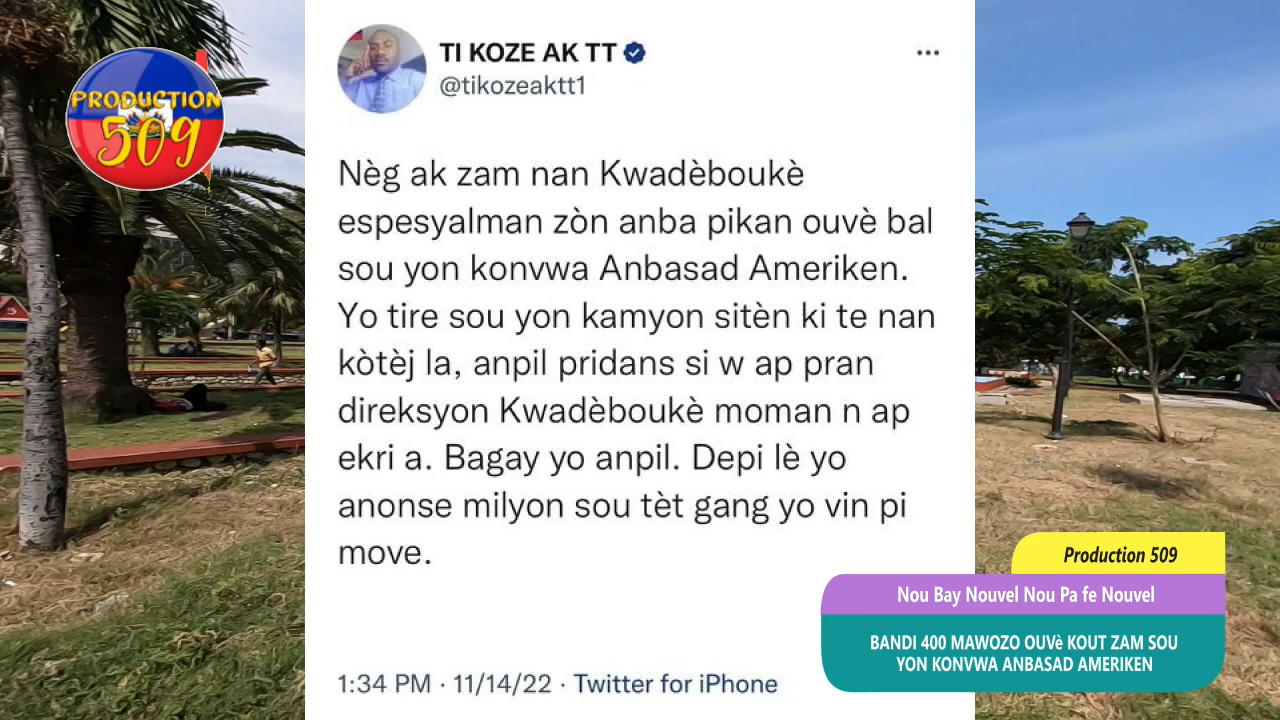 PRODUCTION
509
TI KOZE AK TT
@tikozeaktt1
Nèg ak zam nan Kwadèboukè
espesyalman zòn anba pikan ouvè bal
sou yon konvwa Anbasad Ameriken.
Yo tire sou yon kamyon sitèn ki te nan
kòtèj la, anpil pridans si w ap pran
direksyon Kwadèboukè moman n ap
ekri a. Bagay yo anpil. Depi lè yo
anonse milyon sou tèt gang yo vin pi
move.
1:34 PM · 11/14/22 · Twitter for iPhone
Production 509
Nou Bay Nouvel Nou Pa fe Nouvel
BANDI 400 MAWOZO OUVè KOUT ZAM SOU
YON KONVWA ANBASAD AMERIKEN